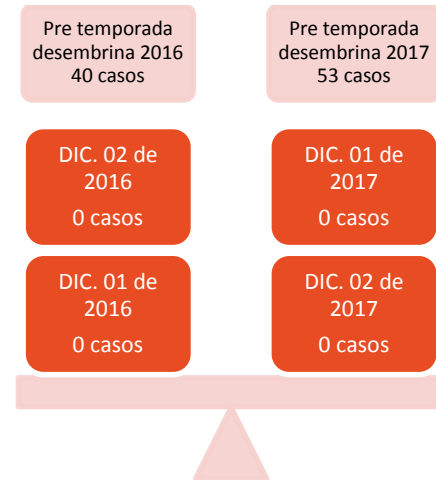 Pre temporada
desembrina 2016
40 casos
DIC. 02 de
2016
0 casos
DIC. 01 de
2016
0 casos
Pre temporada
desembrina 2017
53 casos
DIC. 01 de
2017
0 casos
DIC. 02 de
2017
0 casos